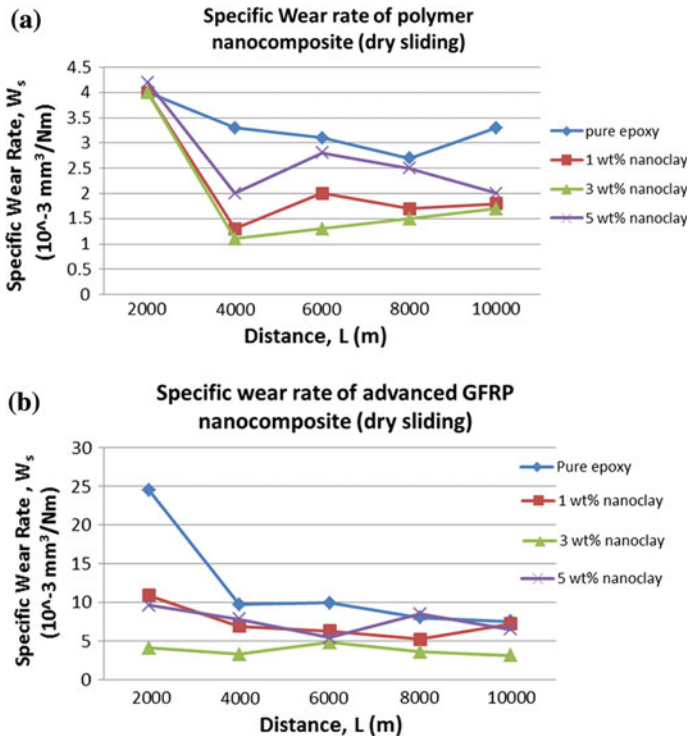 (a)
Specific Wear rate of polymer
nanocomposite (dry sliding)
Specific Wear Rate, Ws
(10^-3 mm³/Nm)
4.5
4
3.5
3
2.5
2
1.5
1
0.5
0
2000 4000 6000 8000 10000
Distance, L (m)
pure epoxy
1 wt% nanoclay
3 wt% nanoclay
5 wt% nanoclay
(b)
Specific wear rate of advanced GFRP
nanocomposite (dry sliding)
Specific Wear Rate , Ws
(10^-3 mm³/Nm)
30
25
20
15
10
5
0
2000 4000 6000 8000 10000
Distance, L (m)
Pure epoxy
1 wt% nanoclay
3 wt% nanoclay
5 wt% nanoclay